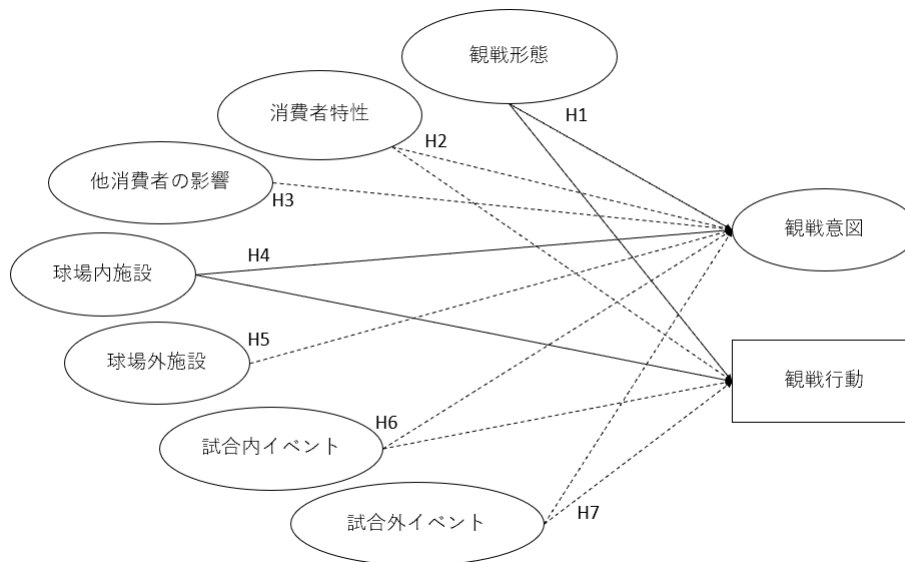 観戦形態
H1
消費者特性
H2
他消費者の影響
H3
観戦意図
球場内施設
H4
球場外施設
H5
観戦行動
試合内イベント
H6
試合外イベント
H7